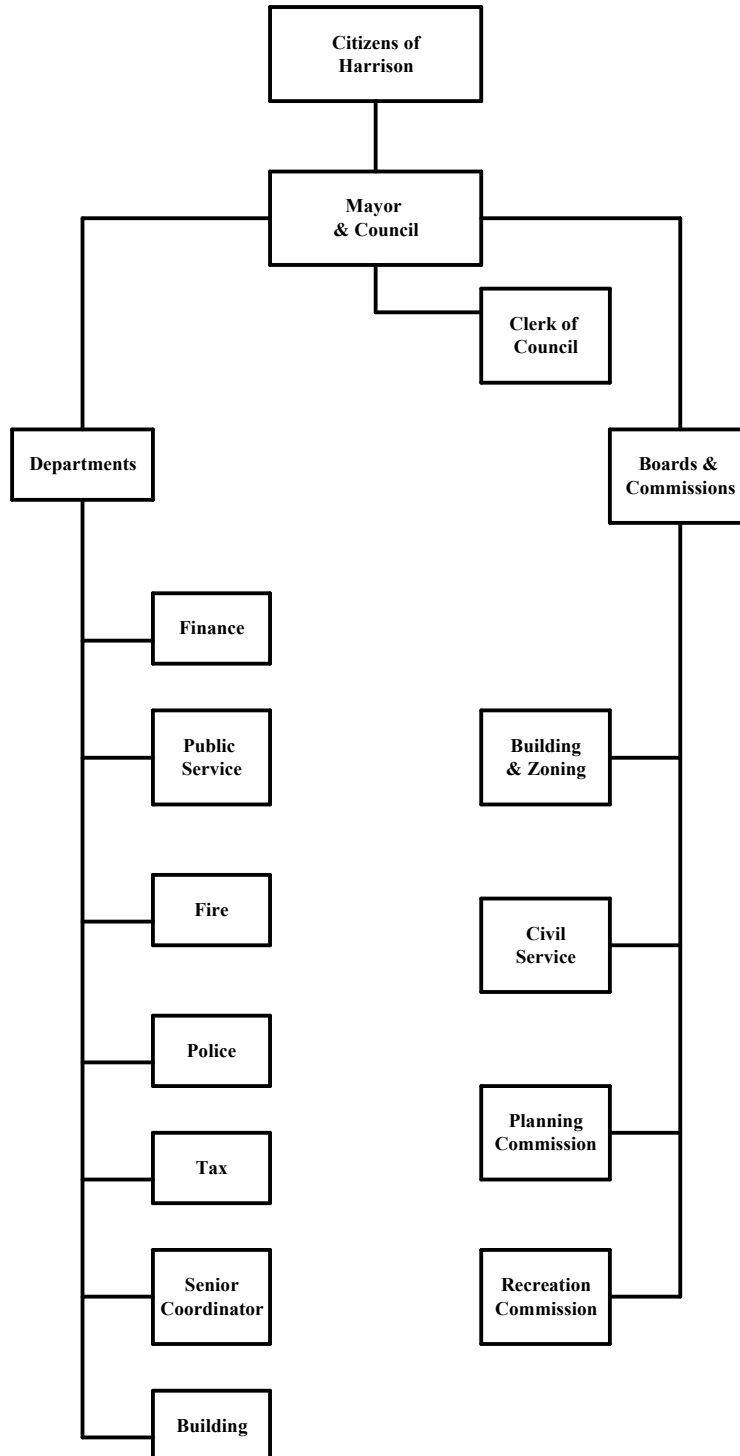 Citizens of
Harrison
Mayor
& Council
Clerk of
Council
Departments
Boards &
Commissions
Finance
Public
Service
Building
& Zoning
Fire
Civil
Service
Police
Planning
Commission
Tax
Senior
Coordinator
Recreation
Commission
Building